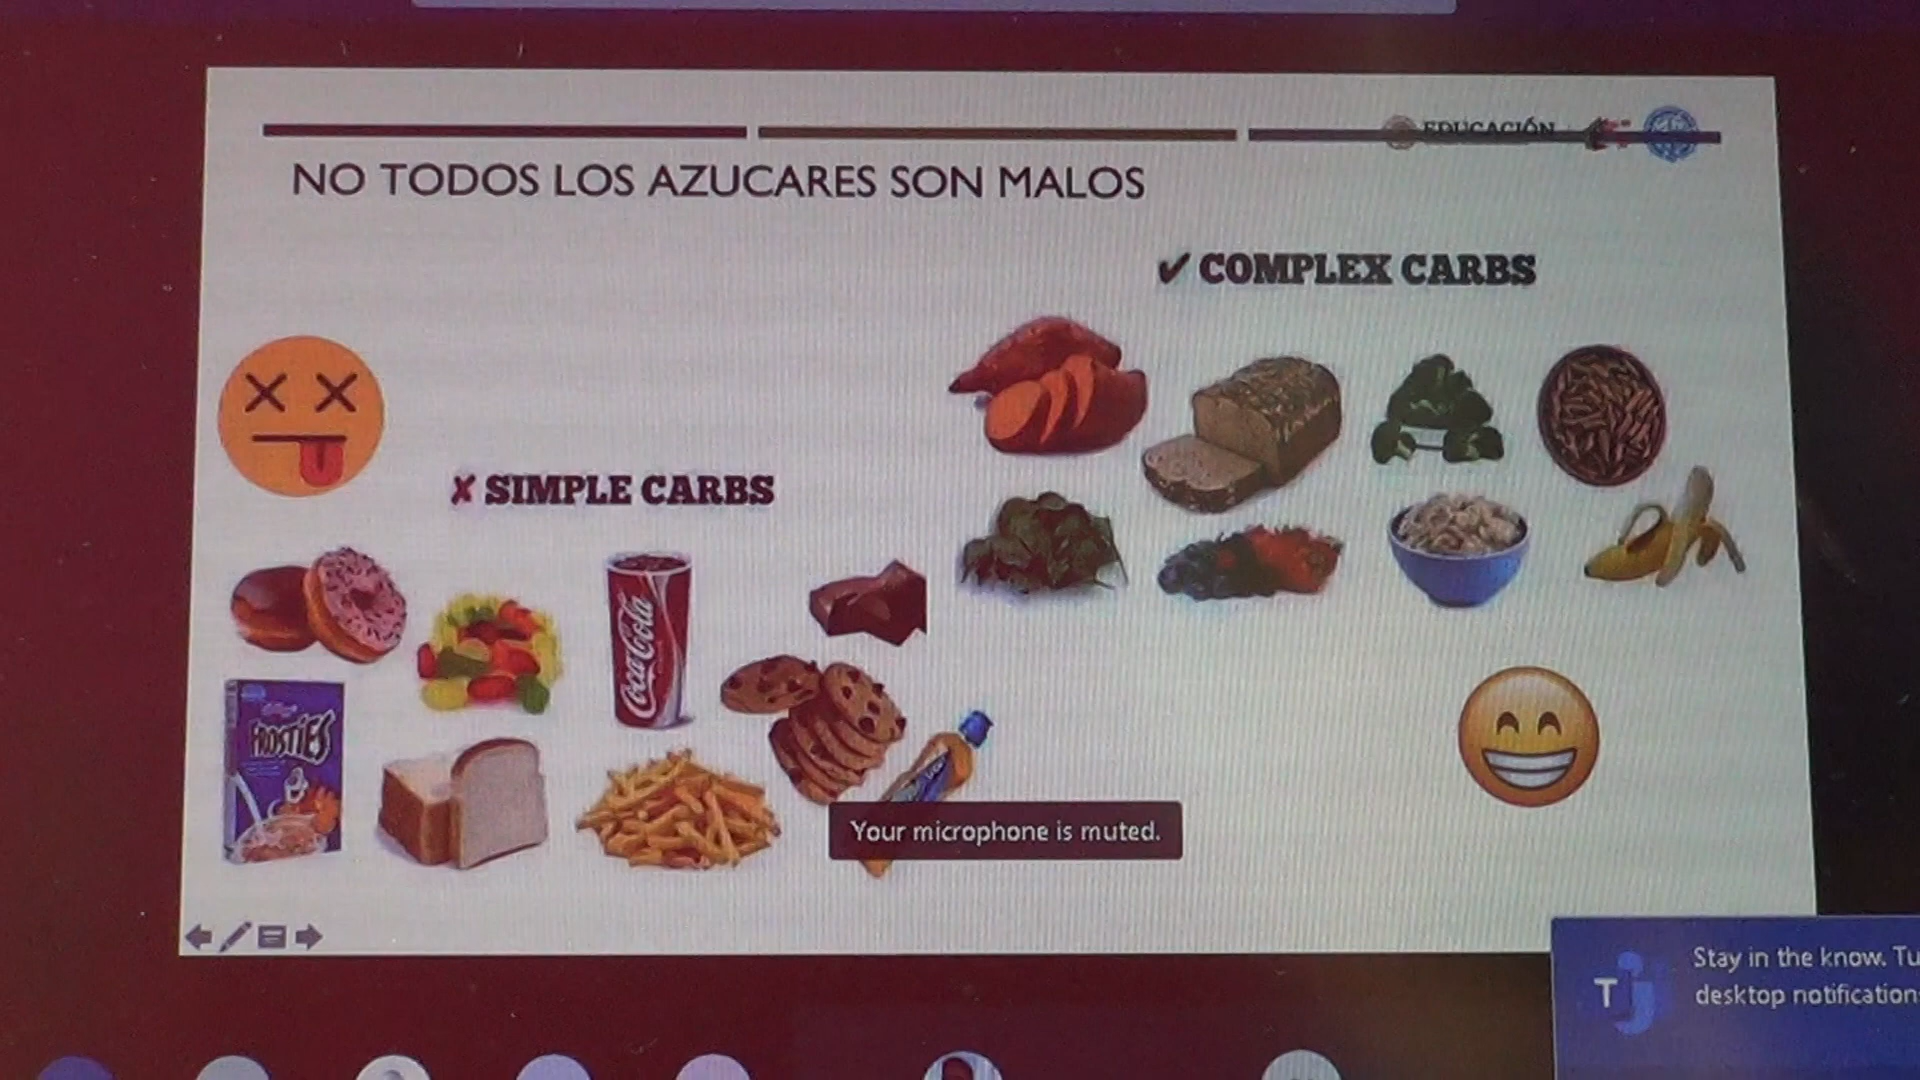 EDUCACIÓN
NO TODOS LOS AZUCARES SON MALOS
✔ COMPLEX CARBS
✘ SIMPLE CARBS
Coca-Cola
FROSTIES
Your microphone is muted.
Stay in the know. Tu
desktop notification
T